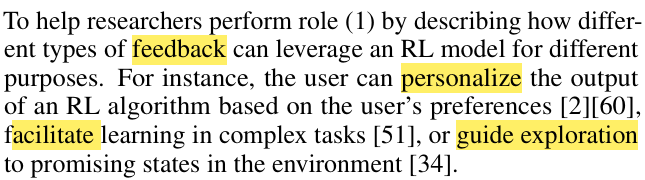 To help researchers perform role (1) by describing how differ-
ent types of feedback can leverage an RL model for different
purposes. For instance, the user can personalize the output
of an RL algorithm based on the user's preferences [2][60],
facilitate learning in complex tasks [51], or guide exploration
to promising states in the environment [34].